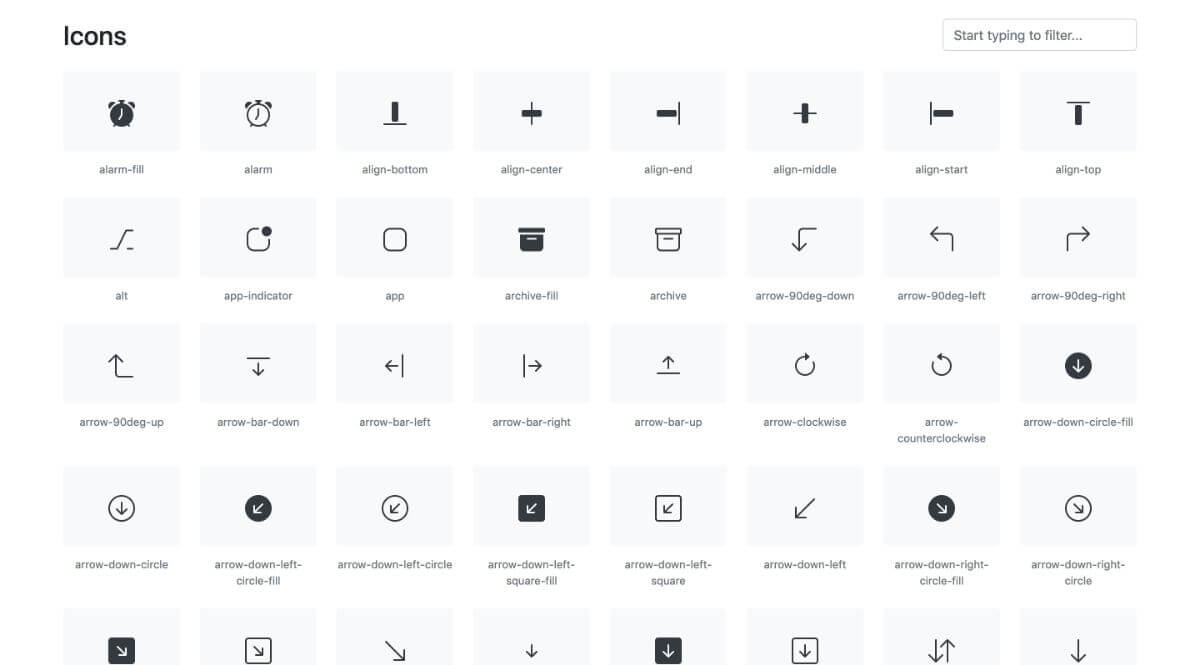 Icons
Start typing to filter...
alarm-fill
alarm
align-bottom
align-center
align-end
align-middle
align-start
align-top
alt
app-indicator
app
archive-fill
archive
arrow-90deg-down
arrow-90deg-left
arrow-90deg-right
arrow-90deg-up
arrow-bar-down
arrow-bar-left
arrow-bar-right
arrow-bar-up
arrow-clockwise
arrow-
counterclockwise
arrow-down-circle-fill
arrow-down-circle
arrow-down-left-
circle-fill
arrow-down-left-circle
arrow-down-left-
square-fill
arrow-down-left-
square
arrow-down-left
arrow-down-right-
circle-fill
arrow-down-right-
circle